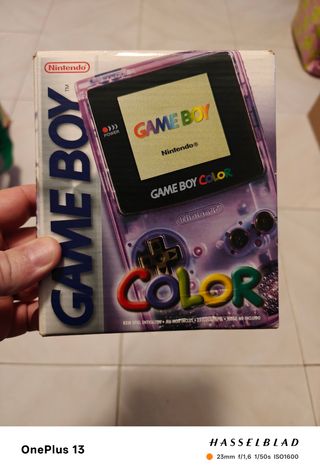 Nintendo
GAME BOY
TM
POWER
GAME BOY
Nintendo®
GAME BOY COLOR
Nintendo
COLOR
OnePlus 13
HASSELBLAD
23mm f/1,6 1/50s ISO1600